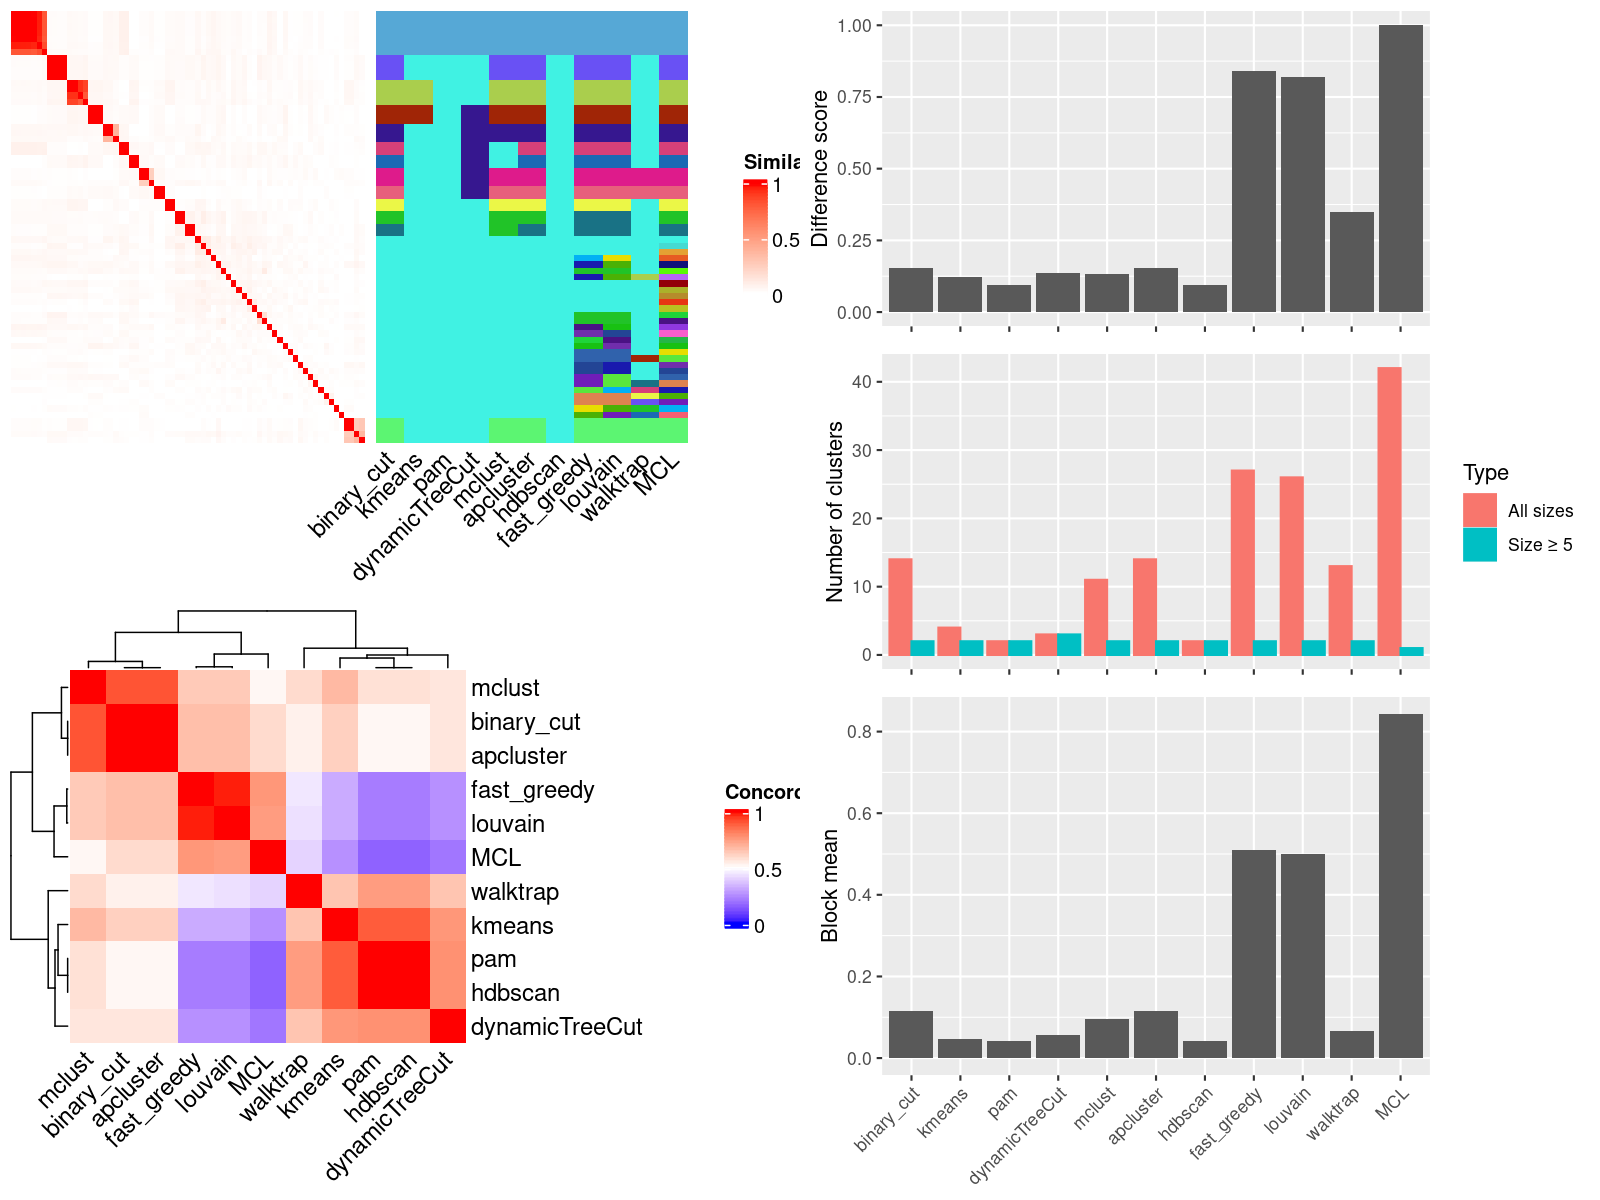 Simila
1
0.5
0
binary_cut
kmeans
pam
dynamicTreeCut
mclust
apcluster
hdbscan
fast_greedy
louvain
walktrap
MCL
mclust
binary_cut
apcluster
fast_greedy
louvain
MCL
walktrap
kmeans
pam
hdbscan
dynamicTreeCut
mclust
binary_cut
apcluster
fast_greedy
louvain
MCL
walktrap
kmeans
pam
hdbscan
dynamicTreeCut
Concord
1
0.5
0
Difference score
1.00
0.75
0.50
0.25
0.00
Number of clusters
40
30
20
10
0
Type
All sizes
Size ≥ 5
Block mean
0.8
0.6
0.4
0.2
0.0
binary_cut
kmeans
pam
dynamicTreeCut
mclust
apcluster
hdbscan
fast_greedy
louvain
walktrap
MCL